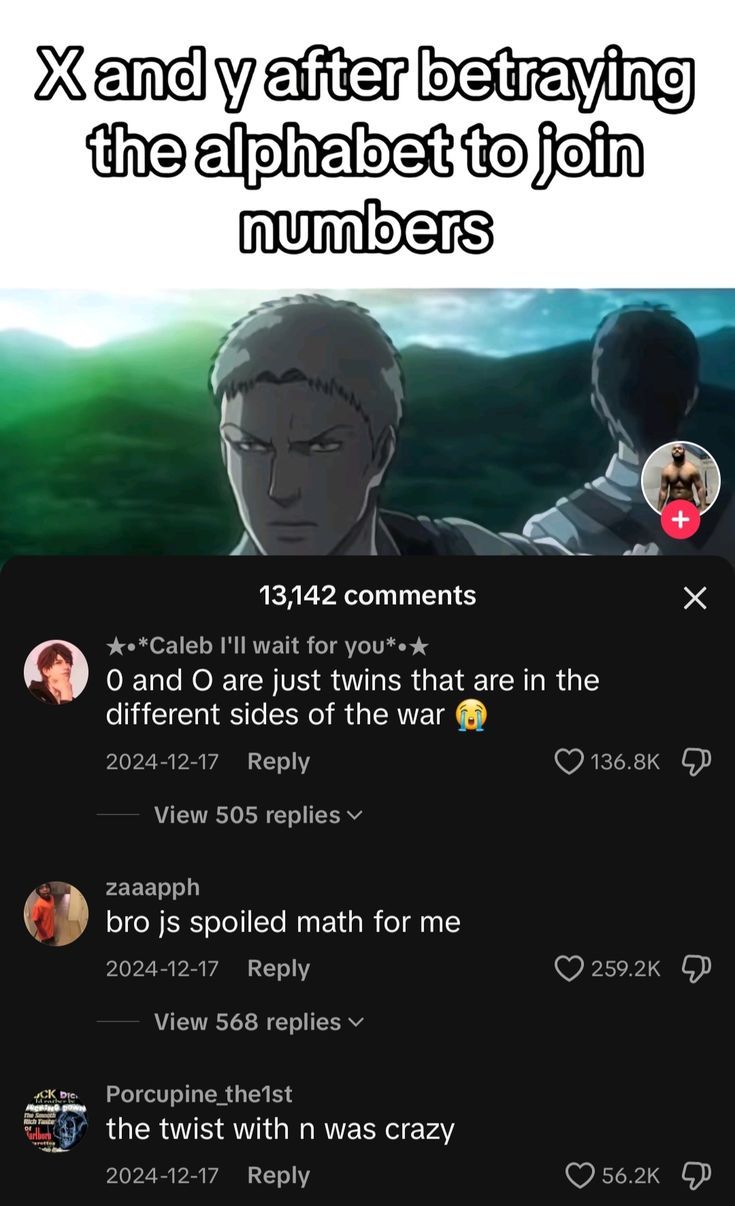 X and y after betraying
the alphabet to join
numbers
13,142 comments
★•*Caleb I'll wait for you*•★
0 and O are just twins that are in the
different sides of the war 😭
2024-12-17 Reply 136.8K
View 505 replies
zaaapph
bro js spoiled math for me
2024-12-17 Reply 259.2K
View 568 replies
Porcupine_the1st
the twist with n was crazy
2024-12-17 Reply 56.2K